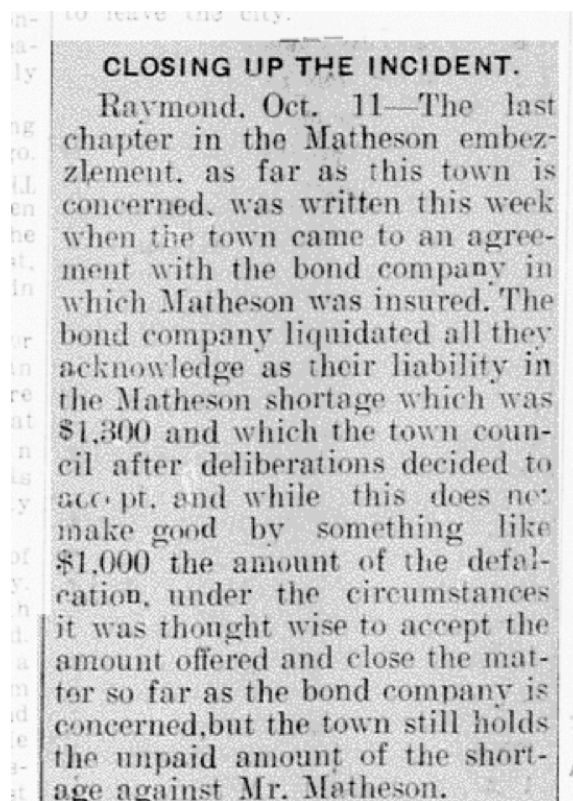 to leave the city.
CLOSING UP THE INCIDENT.
Raymond, Oct. 11—The last
chapter in the Matheson embez-
zlement, as far as this town is
concerned, was written this week
when the town came to an agree-
ment with the bond company in
which Matheson was insured. The
bond company liquidated all they
acknowledge as their liability in
the Matheson shortage which was
$1,300 and which the town coun-
cil after deliberations decided to
accept, and while this does not
make good by something like
$1,000 the amount of the defal-
cation, under the circumstances
it was thought wise to accept the
amount offered and close the mat-
ter so far as the bond company is
concerned,but the town still holds
the unpaid amount of the short-
age against Mr. Matheson.